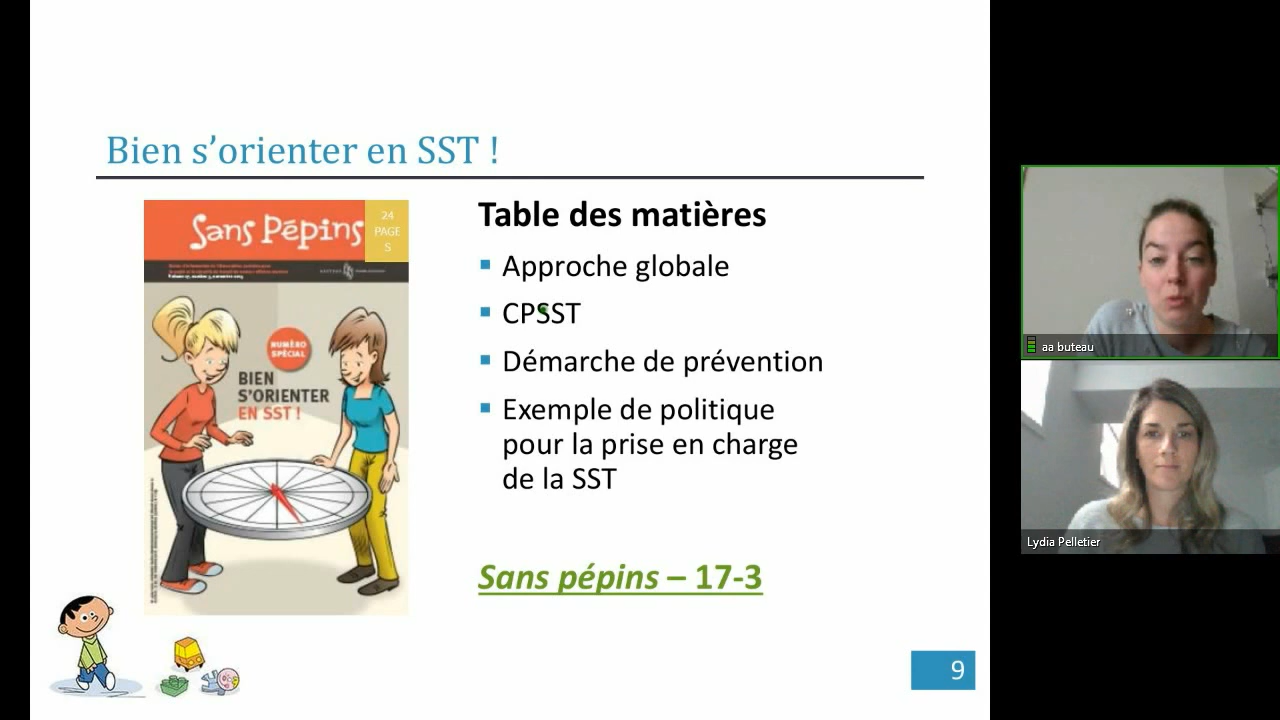 Bien s’orienter en SST !
Sans Pépins
24
PAGE
S
NUMÉRO
SPÉCIAL
BIEN
S'ORIENTER
EN SST !
Table des matières
Approche globale
CPSST
Démarche de prévention
Exemple de politique
pour la prise en charge
de la SST
Sans pépins – 17-3
9
aa buteau
Lydia Pelletier